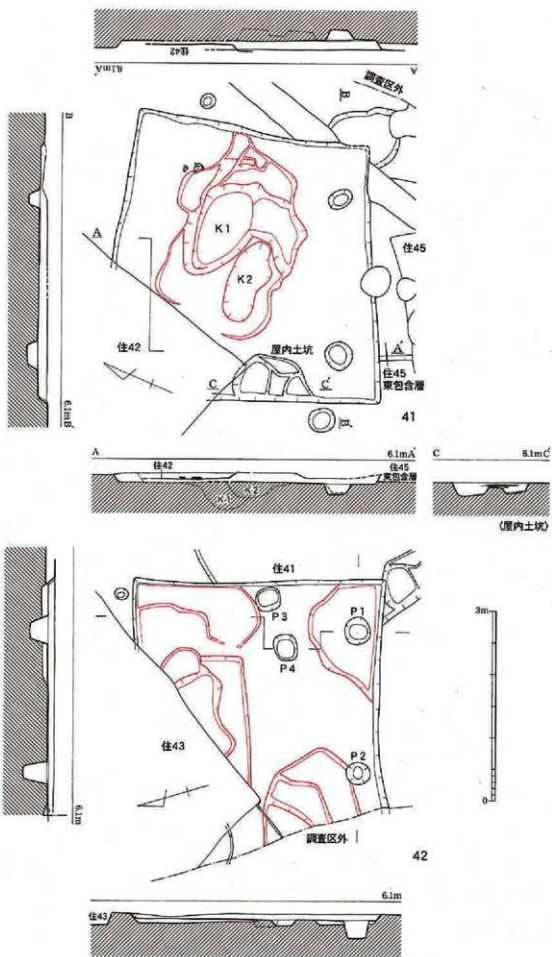 住42
6.1mA'
A
調査区外
B
B
A
K1
K2
住45
住42
屋内土坑
A'
C
C'
住45
東包含層
6.1mB'
B'
41
A
6.1mA'
C
6.1mC'
住42
住45
東包含層
K1
K2
〈屋内土坑〉
住41
P3
P1
P4
3m
住43
P2
0
6.1m
調査区外
42
6.1m
住43